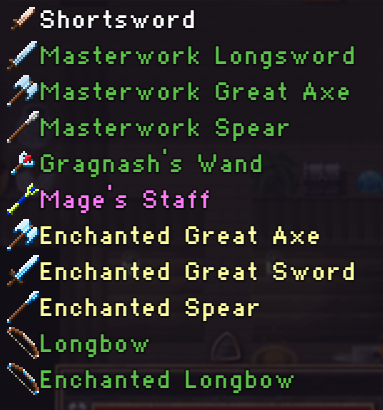 Shortsword
Masterwork Longsword
Masterwork Great Axe
Masterwork Spear
Gragnash's Wand
Mage's Staff
Enchanted Great Axe
Enchanted Great Sword
Enchanted Spear
Longbow
Enchanted Longbow